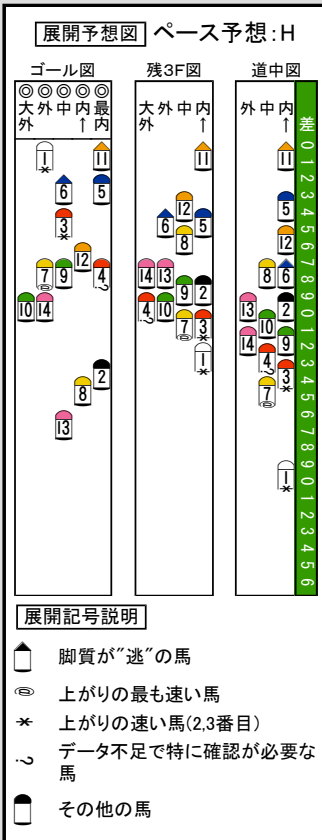 展開予想図 ペース予想:H
ゴール図 残3F図 道中図
◎◎◎◎◎
大外 外 中 内↑ 最内
大外 外 中 内↑
外 中 内↑
差
0 1 2 3 4 5 6 7 8 9 0 1 2 3 4 5 6 7 8 9 0 1 2 3 4 5 6
1 11
6 5
3
12
7 9 4?
10 14
2
8
13
11
12
6 5
8
14 13
9 2
4? 10 7 3
1
11
5
12
8 6
13 2
10
14 9
4? 3
7
1
展開記号説明
脚質が"逃"の馬
上がりの最も速い馬
上がりの速い馬(2,3番目)
? データ不足で特に確認が必要な
馬
その他の馬